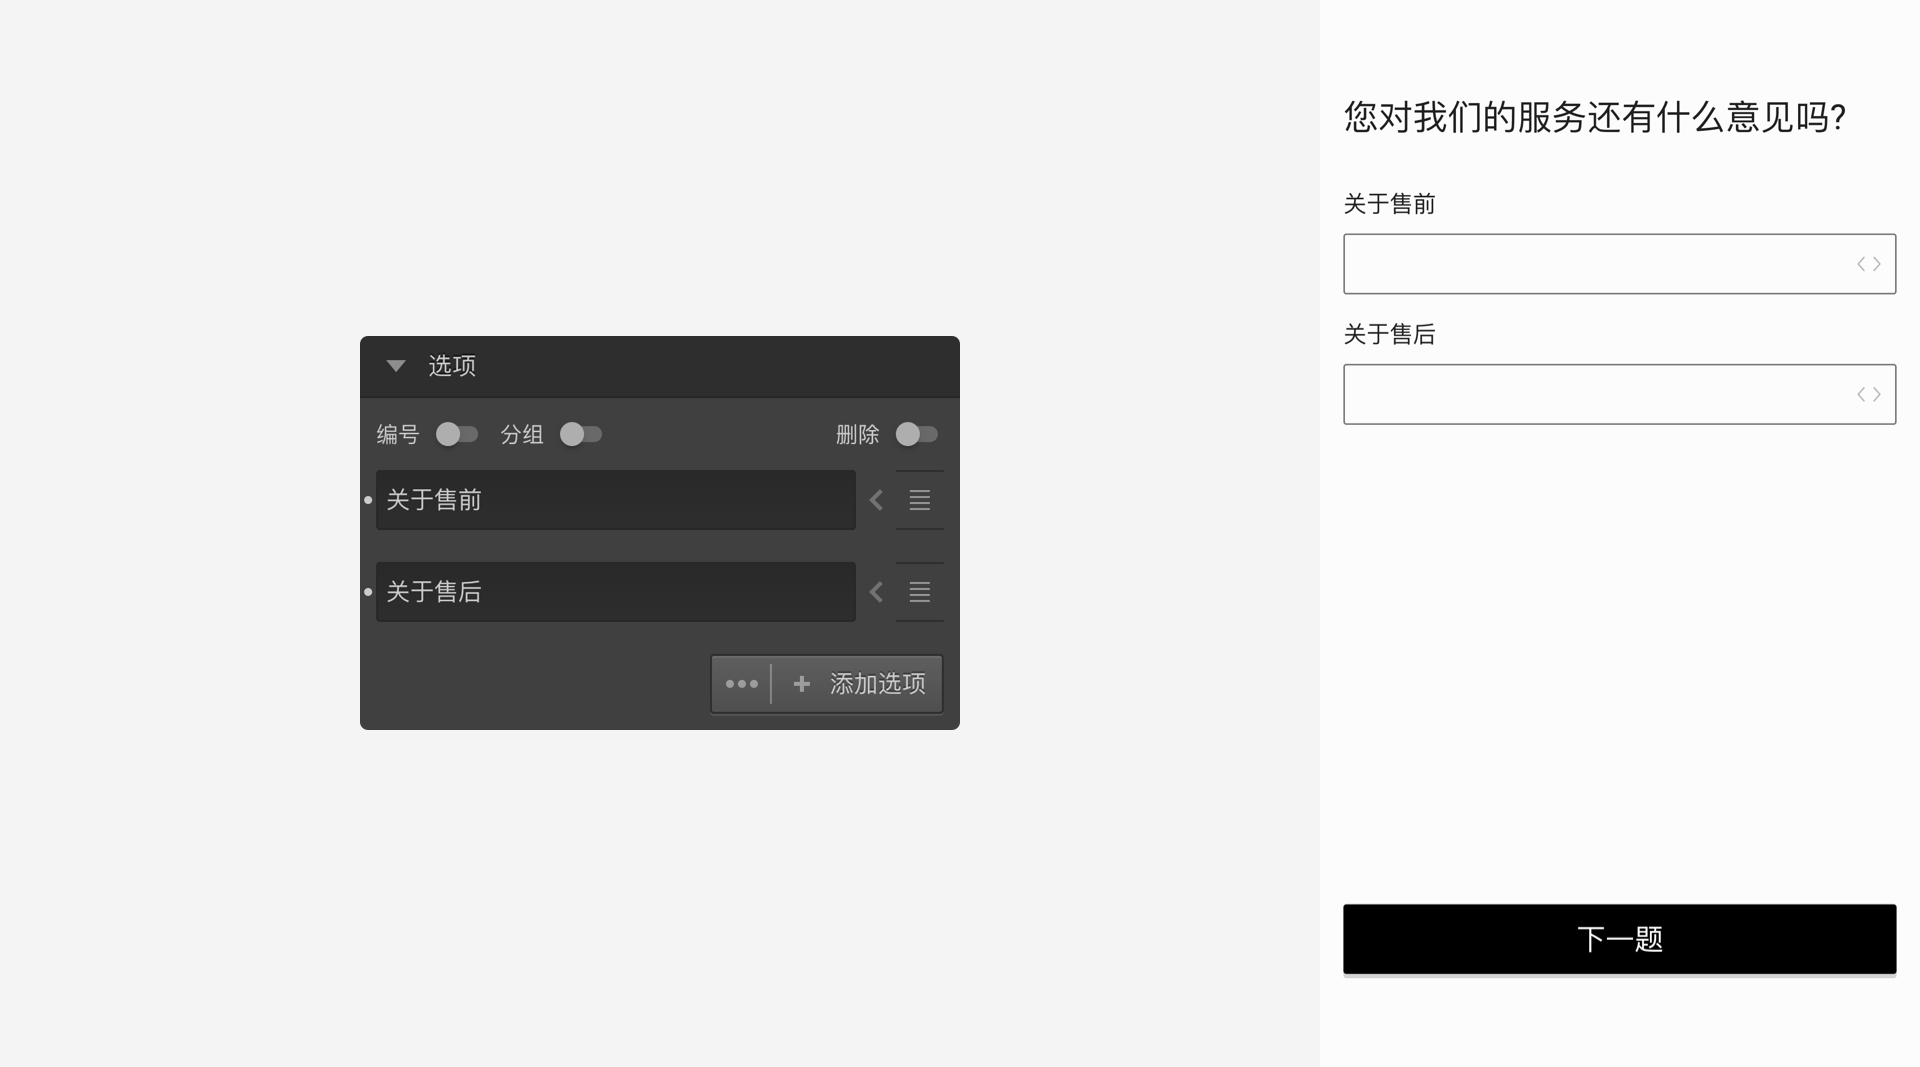 选项
编号 分组 删除
关于售前
关于售后
添加选项
您对我们的服务还有什么意见吗?
关于售前
关于售后
下一题